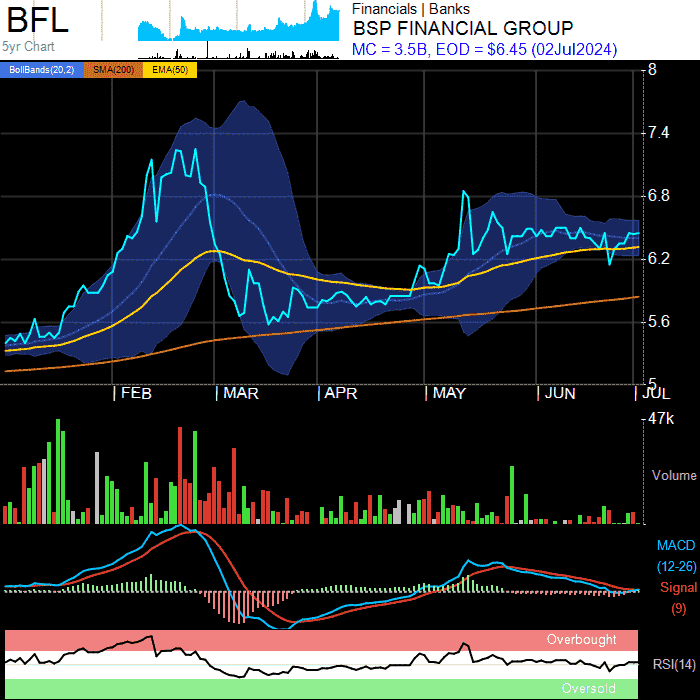 BFL
5yr Chart
Financials | Banks
BSP FINANCIAL GROUP
MC = 3.5B, EOD = $6.45 (02Jul2024)
BollBands(20,2) SMA(200) EMA(50)
8
7.4
6.8
6.2
5.6
5
FEB MAR APR MAY JUN JUL
47k
Volume
MACD
(12-26)
Signal
(9)
Overbought
RSI(14)
Oversold